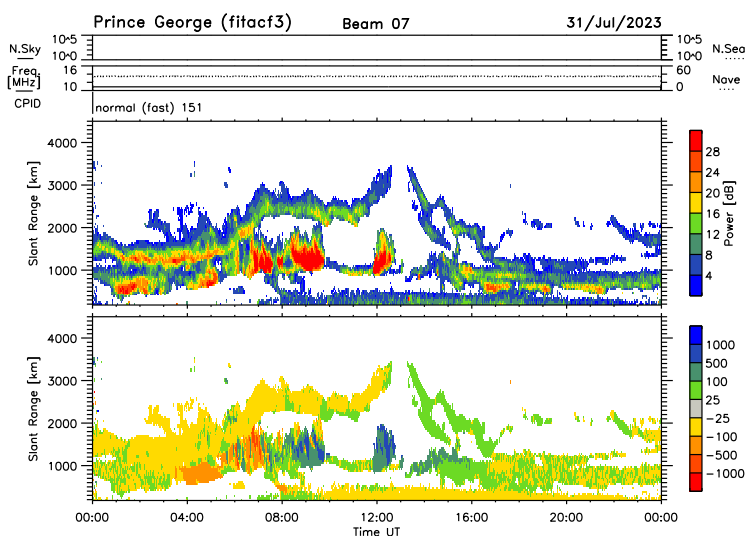 Prince George (fitacf3) Beam 07 31/Jul/2023
N.Sky 10^5 10^0 10^5 10^0 N.Sea
Freq. [MHz] 16 10 60 0 Nave
CPID normal (fast) 151
Slant Range [km] 4000 3000 2000 1000
28 24 20 16 12 8 4 Power [dB]
Slant Range [km] 4000 3000 2000 1000
1000 500 100 25 -25 -100 -500 -1000
00:00 04:00 08:00 12:00 16:00 20:00 00:00
Time UT